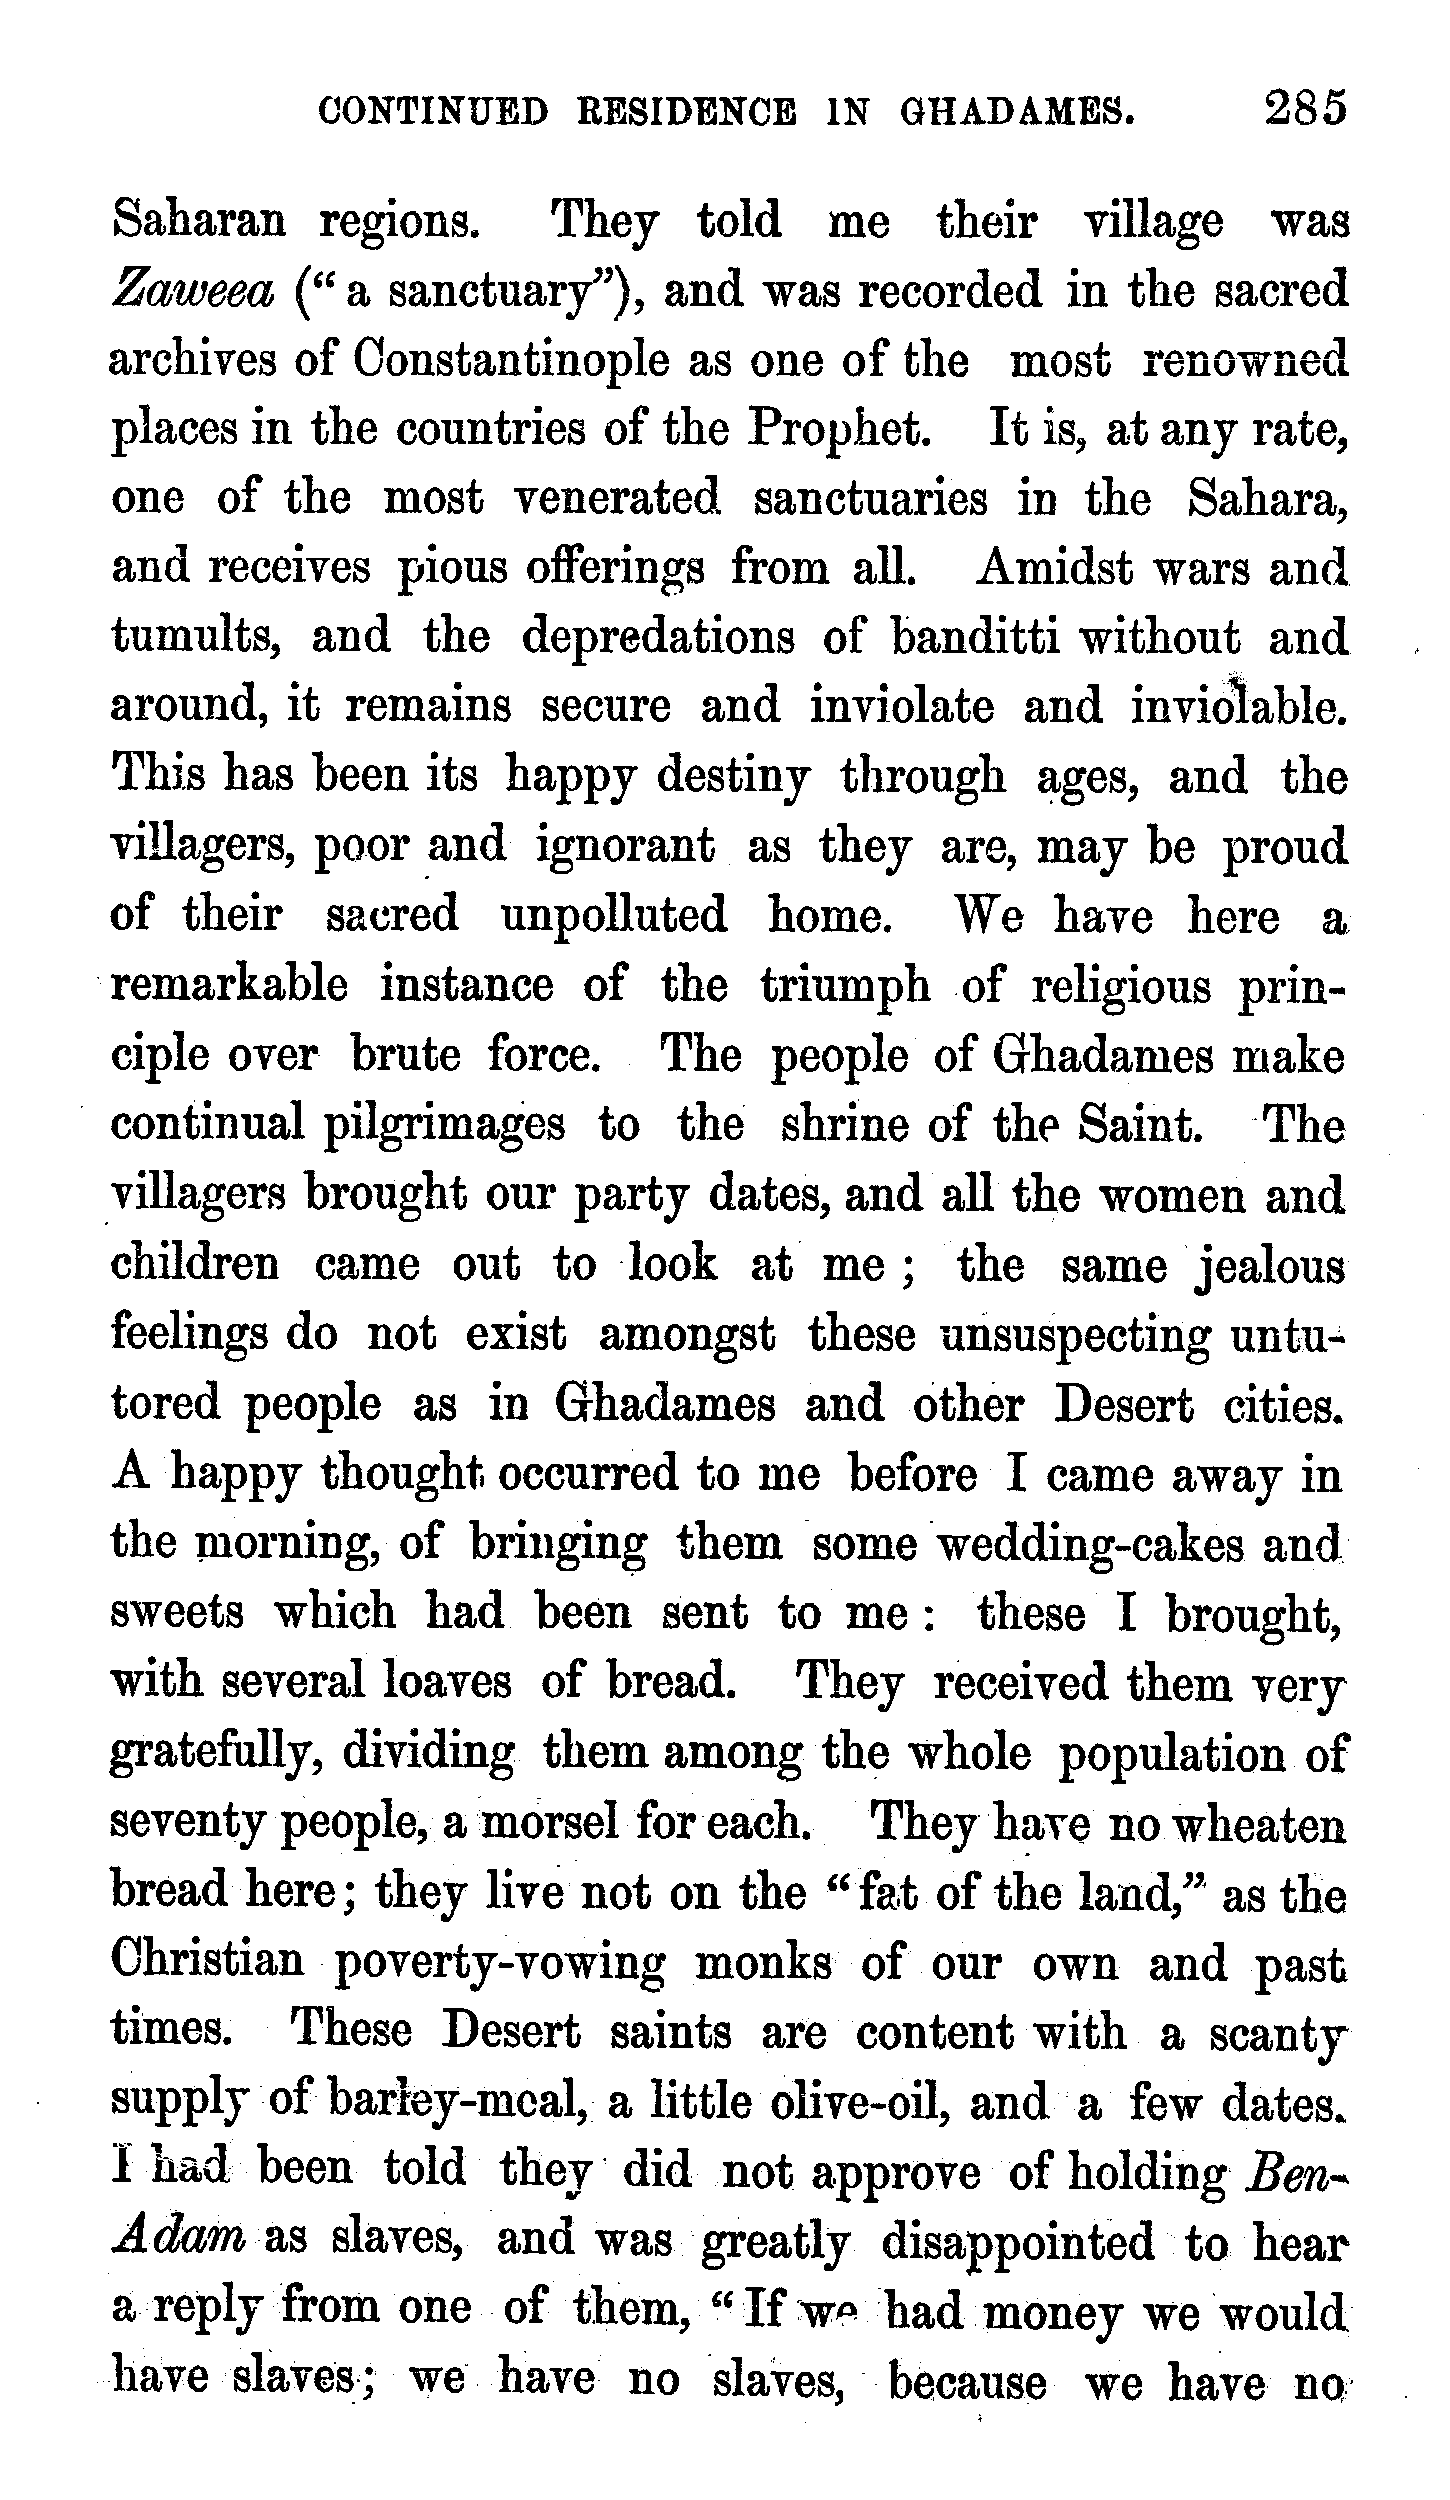 CONTINUED RESIDENCE IN GHADAMES. 285
Saharan regions. They told me their village was
Zaweea (“a sanctuary”), and was recorded in the sacred
archives of Constantinople as one of the most renowned
places in the countries of the Prophet. It is, at any rate,
one of the most venerated sanctuaries in the Sahara,
and receives pious offerings from all. Amidst wars and
tumults, and the depredations of banditti without and
around, it remains secure and inviolate and inviolable.
This has been its happy destiny through ages, and the
villagers, poor and ignorant as they are, may be proud
of their sacred unpolluted home. We have here a
remarkable instance of the triumph of religious prin-
ciple over brute force. The people of Ghadames make
continual pilgrimages to the shrine of the Saint. The
villagers brought our party dates, and all the women and
children came out to look at me; the same jealous
feelings do not exist amongst these unsuspecting untu-
tored people as in Ghadames and other Desert cities.
A happy thought occurred to me before I came away in
the morning, of bringing them some wedding-cakes and
sweets which had been sent to me: these I brought,
with several loaves of bread. They received them very
gratefully, dividing them among the whole population of
seventy people, a morsel for each. They have no wheaten
bread here; they live not on the “fat of the land,” as the
Christian poverty-vowing monks of our own and past
times. These Desert saints are content with a scanty
supply of barley-meal, a little olive-oil, and a few dates.
I had been told they did not approve of holding Ben-
Adam as slaves, and was greatly disappointed to hear
a reply from one of them, “If we had money we would
have slaves; we have no slaves, because we have no